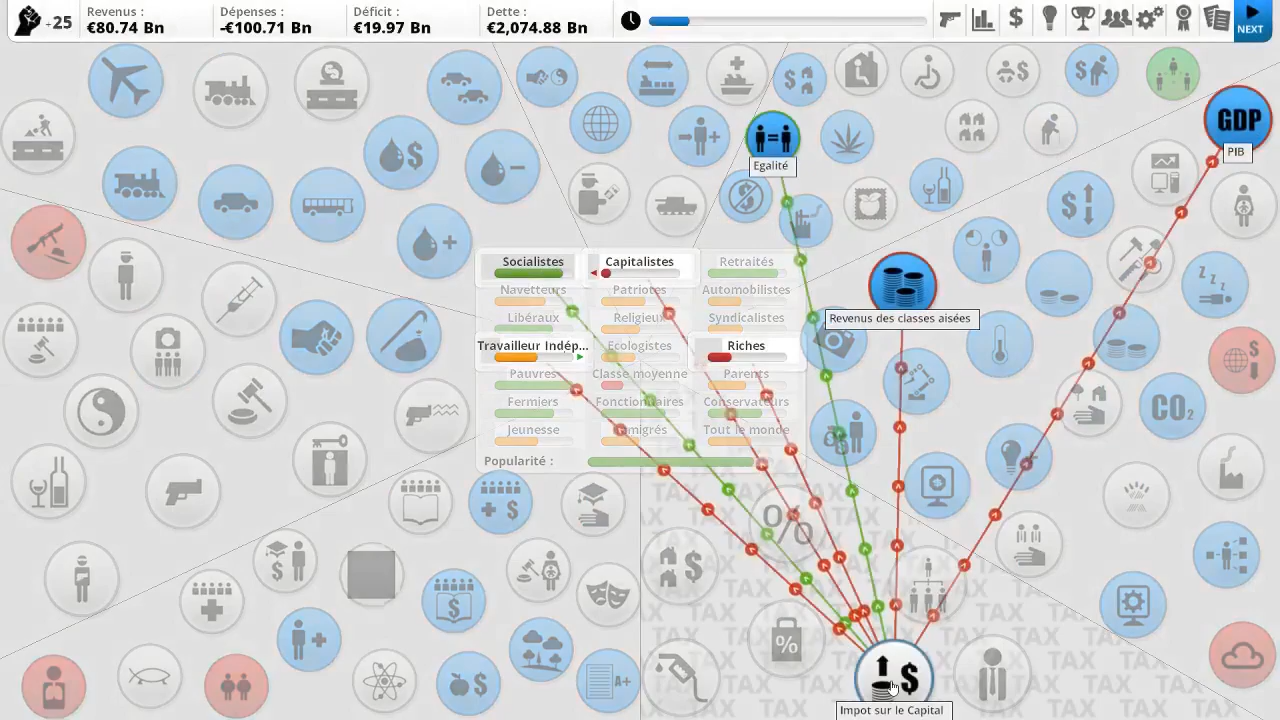 +25
Revenus :
€80.74 Bn
Dépenses :
-€100.71 Bn
Déficit :
€19.97 Bn
Dette :
€2,074.88 Bn
NEXT
GDP
PIB
Egalité
Socialistes
Capitalistes
Retraités
Navetteurs
Patriotes
Automobilistes
Libéraux
Religieux
Syndicalistes
Travailleur Indép...
Ecologistes
Riches
Pauvres
Classe moyenne
Parents
Fermiers
Fonctionnaires
Conservateurs
Jeunesse
Immigrés
Tout le monde
Popularité :
Revenus des classes aisées
CO₂
A+
%
%
TAX TAX TAX
Impot sur le Capital